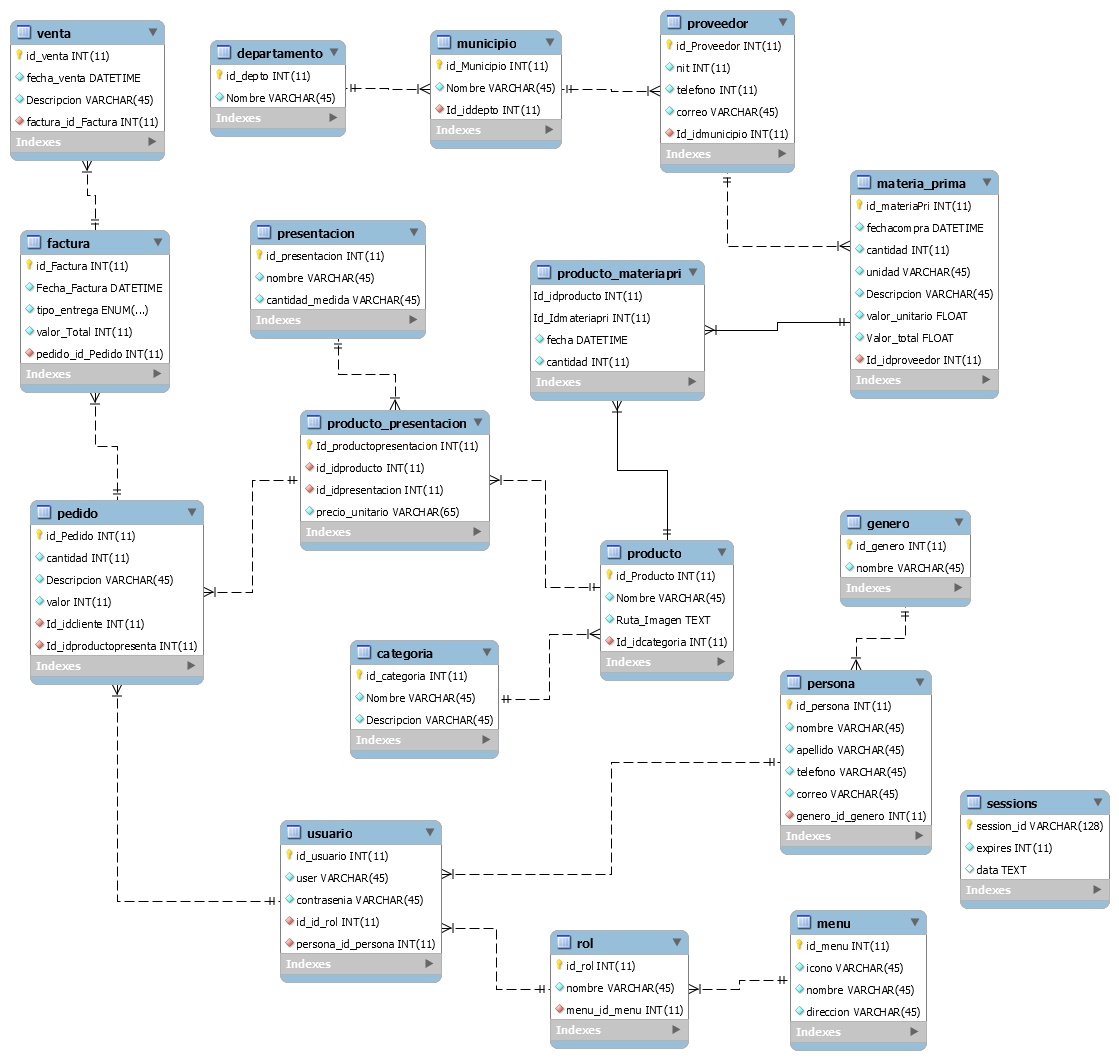 venta
id_venta INT(11)
fecha_venta DATETIME
Descripcion VARCHAR(45)
factura_id_Factura INT(11)
Indexes
departamento
id_depto INT(11)
Nombre VARCHAR(45)
Indexes
municipio
id_Municipio INT(11)
Nombre VARCHAR(45)
Id_iddepto INT(11)
Indexes
proveedor
id_Proveedor INT(11)
nit INT(11)
telefono INT(11)
correo VARCHAR(45)
Id_idmunicipio INT(11)
Indexes
materia_prima
id_materiaPri INT(11)
fechacompra DATETIME
cantidad INT(11)
unidad VARCHAR(45)
Descripcion VARCHAR(45)
valor_unitario FLOAT
Valor_total FLOAT
Id_idproveedor INT(11)
Indexes
factura
id_Factura INT(11)
Fecha_Factura DATETIME
tipo_entrega ENUM(...)
valor_Total INT(11)
pedido_id_Pedido INT(11)
Indexes
presentacion
id_presentacion INT(11)
nombre VARCHAR(45)
cantidad_medida VARCHAR(45)
Indexes
producto_materiapri
Id_idproducto INT(11)
Id_Idmateriapri INT(11)
fecha DATETIME
cantidad INT(11)
Indexes
producto_presentacion
Id_productopresentacion INT(11)
id_idproducto INT(11)
id_idpresentacion INT(11)
precio_unitario VARCHAR(65)
Indexes
pedido
id_Pedido INT(11)
cantidad INT(11)
Descripcion VARCHAR(45)
valor INT(11)
Id_idcliente INT(11)
Id_idproductopresenta INT(11)
Indexes
producto
id_Producto INT(11)
Nombre VARCHAR(45)
Ruta_Imagen TEXT
Id_idcategoria INT(11)
Indexes
genero
id_genero INT(11)
nombre VARCHAR(45)
Indexes
categoria
id_categoria INT(11)
Nombre VARCHAR(45)
Descripcion VARCHAR(45)
Indexes
persona
id_persona INT(11)
nombre VARCHAR(45)
apellido VARCHAR(45)
telefono VARCHAR(45)
correo VARCHAR(45)
genero_id_genero INT(11)
Indexes
sessions
session_id VARCHAR(128)
expires INT(11)
data TEXT
Indexes
usuario
id_usuario INT(11)
user VARCHAR(45)
contrasenia VARCHAR(45)
id_id_rol INT(11)
persona_id_persona INT(11)
Indexes
rol
id_rol INT(11)
nombre VARCHAR(45)
menu_id_menu INT(11)
Indexes
menu
id_menu INT(11)
icono VARCHAR(45)
nombre VARCHAR(45)
direccion VARCHAR(45)
Indexes